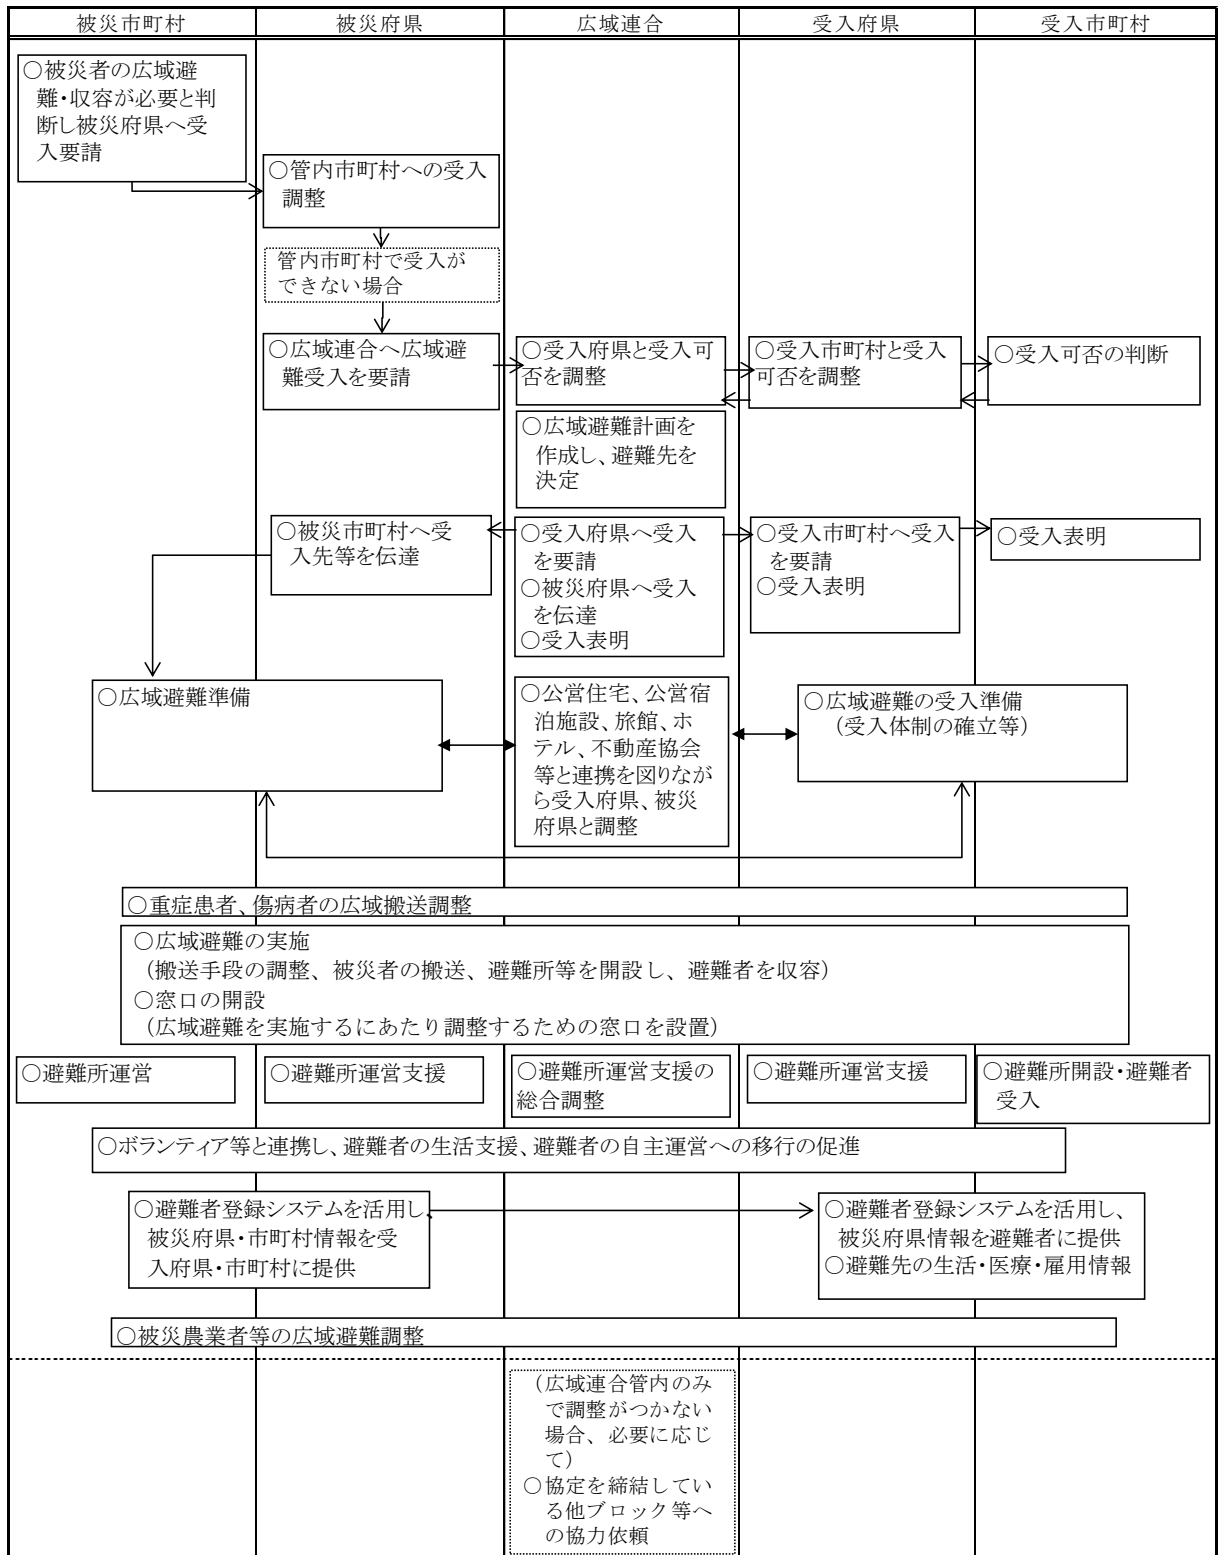 被災市町村
被災府県
広域連合
受入府県
受入市町村
○被災者の広域避
難・収容が必要と判
断し被災府県へ受
入要請
○管内市町村への受入
調整
管内市町村で受入が
できない場合
○広域連合へ広域避
難受入を要請
○受入府県と受入可
否を調整
○受入市町村と受入
可否を調整
○受入可否の判断
○広域避難計画を
作成し、避難先を
決定
○被災市町村へ受
入先等を伝達
○受入府県へ受入
を要請
○被災府県へ受入
を伝達
○受入表明
○受入市町村へ受入
を要請
○受入表明
○受入表明
○広域避難準備
○公営住宅、公営宿
泊施設、旅館、ホ
テル、不動産協会
等と連携を図りなが
ら受入府県、被災
府県と調整
○広域避難の受入準備
（受入体制の確立等）
○重症患者、傷病者の広域搬送調整
○広域避難の実施
（搬送手段の調整、被災者の搬送、避難所等を開設し、避難者を収容）
○窓口の開設
（広域避難を実施するにあたり調整するための窓口を設置）
○避難所運営
○避難所運営支援
○避難所運営支援の
総合調整
○避難所運営支援
○避難所開設・避難者
受入
○ボランティア等と連携し、避難者の生活支援、避難者の自主運営への移行の促進
○避難者登録システムを活用し、
被災府県・市町村情報を受
入府県・市町村に提供
○避難者登録システムを活用し、
被災府県情報を避難者に提供
○避難先の生活・医療・雇用情報
○被災農業者等の広域避難調整
（広域連合管内のみ
で調整がつかない
場合、必要に応じ
て）
○協定を締結してい
る他ブロック等へ
の協力依頼